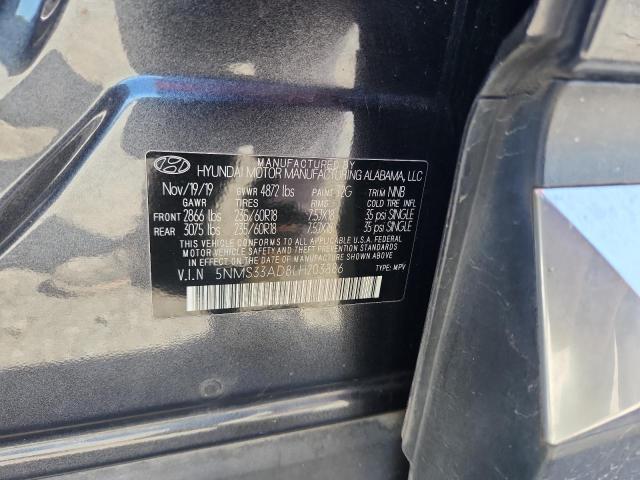 MANUFACTURED BY
HYUNDAI MOTOR MANUFACTURING ALABAMA, LLC
Nov/19/19 GVWR 4872 lbs PAINT TRIM NNB
GAWR TIRES RIMS COLD TIRE INFL
FRONT 2866 lbs 235/60R18 7.5JX18 35 psi SINGLE
REAR 3075 lbs 235/60R18 7.5JX18 35 psi SINGLE
THIS VEHICLE CONFORMS TO ALL APPLICABLE U.S.A. FEDERAL
MOTOR VEHICLE SAFETY, BUMPER, AND THEFT PREVENTION
STANDARDS IN EFFECT ON THE DATE OF MANUFACTURE SHOWN
ABOVE.
V.I.N TYPE: MPV